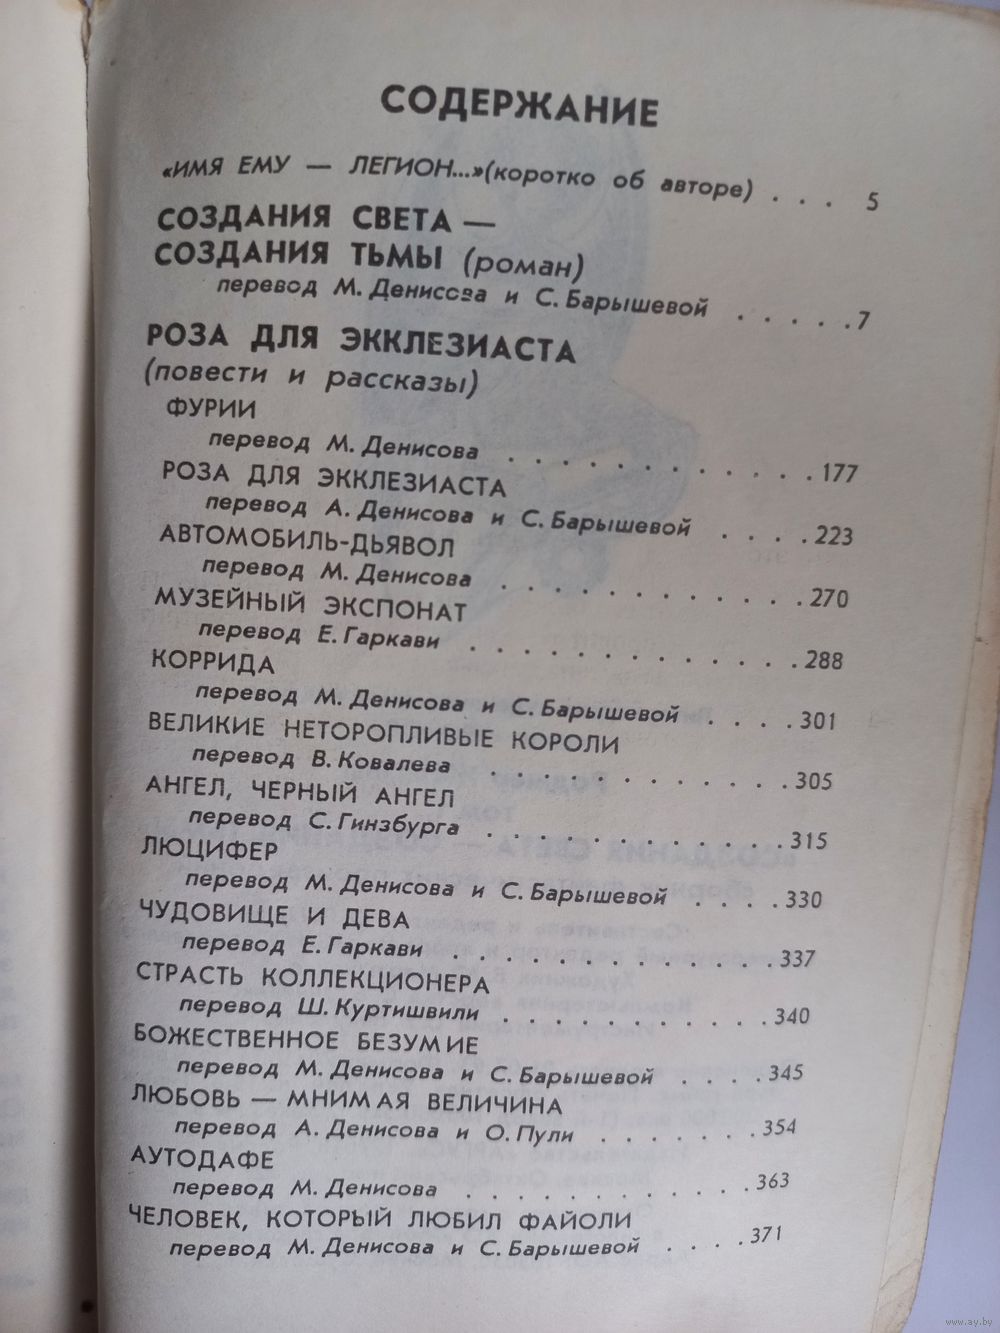 СОДЕРЖАНИЕ
«ИМЯ ЕМУ — ЛЕГИОН...»(коротко об авторе) . . . 5
СОЗДАНИЯ СВЕТА —
СОЗДАНИЯ ТЬМЫ (роман)
перевод М. Денисова и С. Барышевой . . . . . 7
РОЗА ДЛЯ ЭККЛЕЗИАСТА
(повести и рассказы)
ФУРИИ
перевод М. Денисова . . . . . . . . . . . . 177
РОЗА ДЛЯ ЭККЛЕЗИАСТА
перевод А. Денисова и С. Барышевой . . . . 223
АВТОМОБИЛЬ-ДЬЯВОЛ
перевод М. Денисова . . . . . . . . . . . . 270
МУЗЕЙНЫЙ ЭКСПОНАТ
перевод Е. Гаркави . . . . . . . . . . . . . 288
КОРРИДА
перевод М. Денисова и С. Барышевой . . . . 301
ВЕЛИКИЕ НЕТОРОПЛИВЫЕ КОРОЛИ
перевод В. Ковалева . . . . . . . . . . . . 305
АНГЕЛ, ЧЕРНЫЙ АНГЕЛ
перевод С. Гинзбурга . . . . . . . . . . . . 315
ЛЮЦИФЕР
перевод М. Денисова и С. Барышевой . . . . 330
ЧУДОВИЩЕ И ДЕВА
перевод Е. Гаркави . . . . . . . . . . . . . 337
СТРАСТЬ КОЛЛЕКЦИОНЕРА
перевод Ш. Куртишвили . . . . . . . . . . . 340
БОЖЕСТВЕННОЕ БЕЗУМИЕ
перевод М. Денисова и С. Барышевой . . . . 345
ЛЮБОВЬ — МНИМАЯ ВЕЛИЧИНА
перевод А. Денисова и О. Пули . . . . . . . 354
АУТОДАФЕ
перевод М. Денисова . . . . . . . . . . . . 363
ЧЕЛОВЕК, КОТОРЫЙ ЛЮБИЛ ФАЙОЛИ
перевод М. Денисова и С. Барышевой . . . . 371
www.ay.by